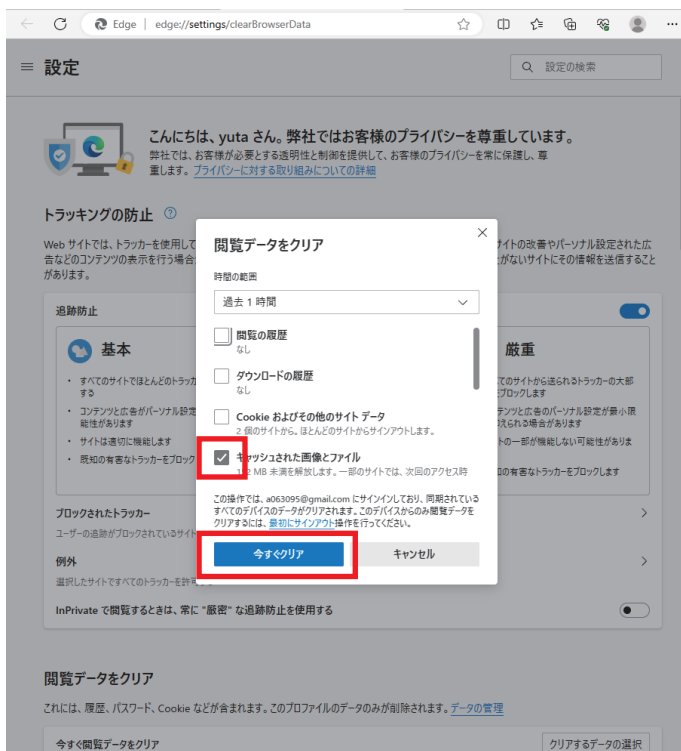 Edge | edge://settings/clearBrowserData
設定
設定の検索
こんにちは、yuta さん。弊社ではお客様のプライバシーを尊重しています。
弊社では、お客様が必要とする透明性と制御を提供して、お客様のプライバシーを常に保護し、尊
重します。プライバシーに対する取り組みについての詳細
トラッキングの防止
Web サイトでは、トラッカーを使用して
サイトの改善やパーソナル設定された広
告などのコンテンツの表示を行う場合
がないサイトにその情報を送信すること
があります。
追跡防止
基本
すべてのサイトでほとんどのトラッカ
する
コンテンツと広告がパーソナル設定
能性があります
サイトは適切に機能します
既知の有害なトラッカーをブロック
厳重
てのサイトから送られるトラッカーの大部
ブロックします
テンツと広告のパーソナル設定が最小限
えられる場合があります
トの一部が機能しない可能性がありま
の有害なトラッカーをブロックします
閲覧データをクリア
時間の範囲
過去 1 時間
閲覧の履歴
なし
ダウンロードの履歴
なし
Cookie およびその他のサイト データ
2 個のサイトから。ほとんどのサイトからサインアウトします。
キャッシュされた画像とファイル
MB 未満を解放します。一部のサイトでは、次回のアクセス時
この操作では、a063095@gmail.com にサインインしており、同期されている
すべてのデバイスのデータがクリアされます。このデバイスからのみ閲覧データを
クリアするには、最初にサインアウト操作を行ってください。
今すぐクリア
キャンセル
ブロックされたトラッカー
ユーザーの追跡がブロックされているサイト
例外
選択したサイトですべてのトラッカーを許可
InPrivate で閲覧するときは、常に "厳密" な追跡防止を使用する
閲覧データをクリア
これには、履歴、パスワード、Cookie などが含まれます。このプロファイルのデータのみが削除されます。データの管理
今すぐ閲覧データをクリア
クリアするデータの選択